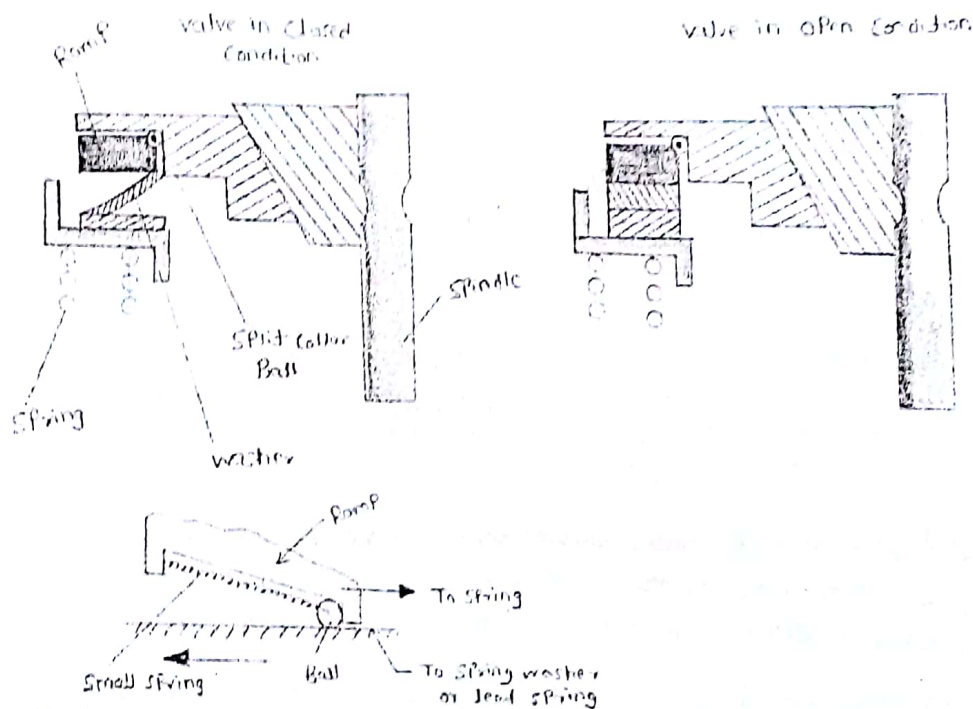 Ramp
Valve in Closed
Condition
Valve in Open Condition
Spindle
Split Collar
Ball
Spring
Washer
Ramp
To spring
Small spring
Ball
To spring washer
or lead spring